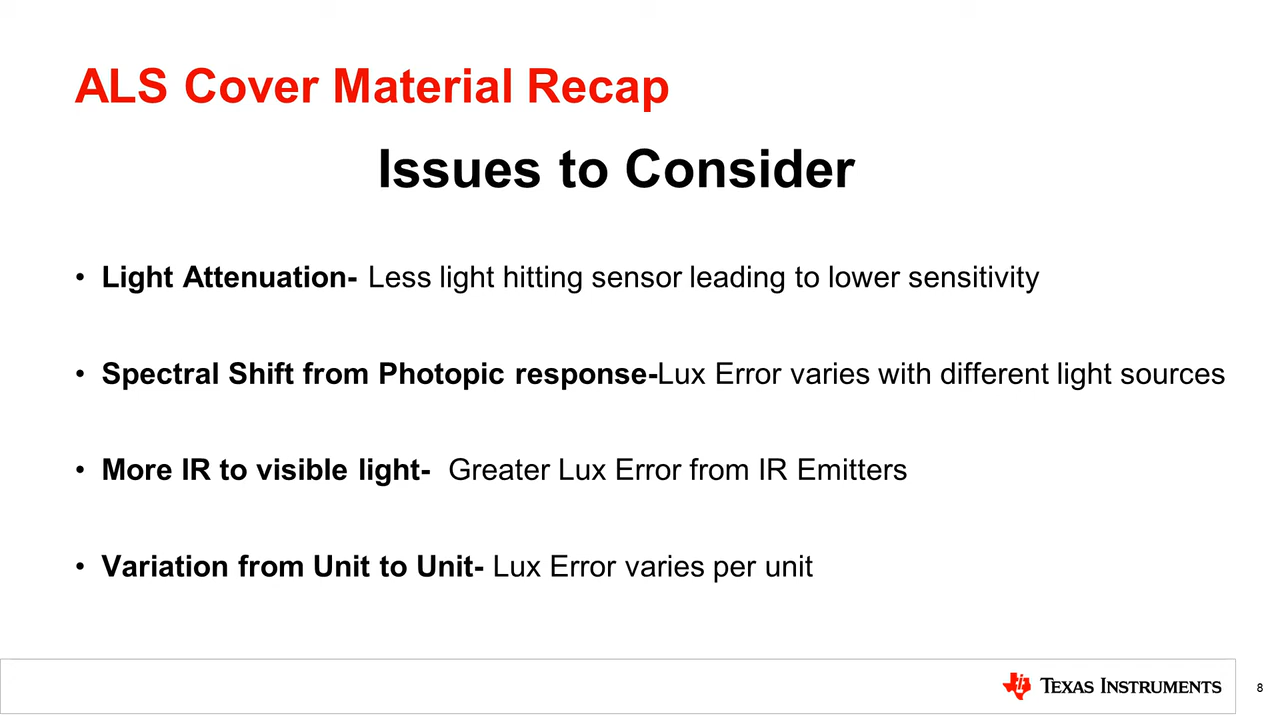 ALS Cover Material Recap
Issues to Consider
• Light Attenuation- Less light hitting sensor leading to lower sensitivity
• Spectral Shift from Photopic response-Lux Error varies with different light sources
• More IR to visible light- Greater Lux Error from IR Emitters
• Variation from Unit to Unit- Lux Error varies per unit
TEXAS INSTRUMENTS
8